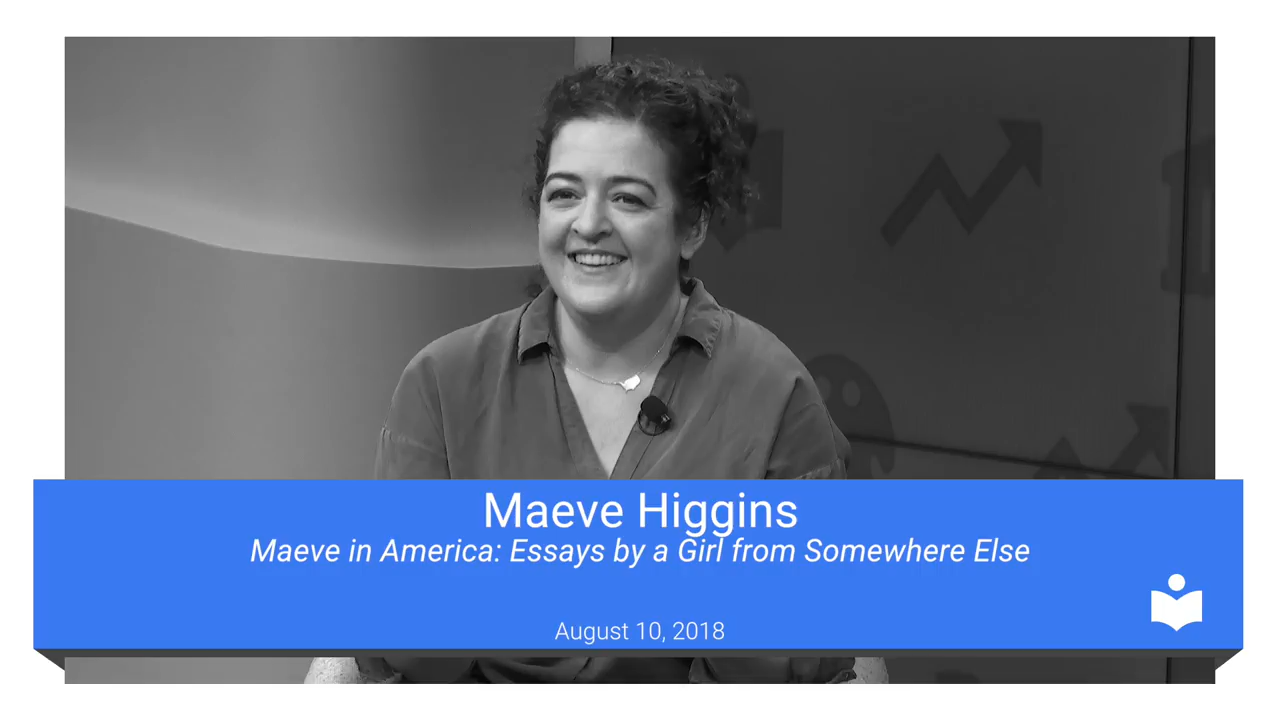 Maeve Higgins
Maeve in America: Essays by a Girl from Somewhere Else
August 10, 2018